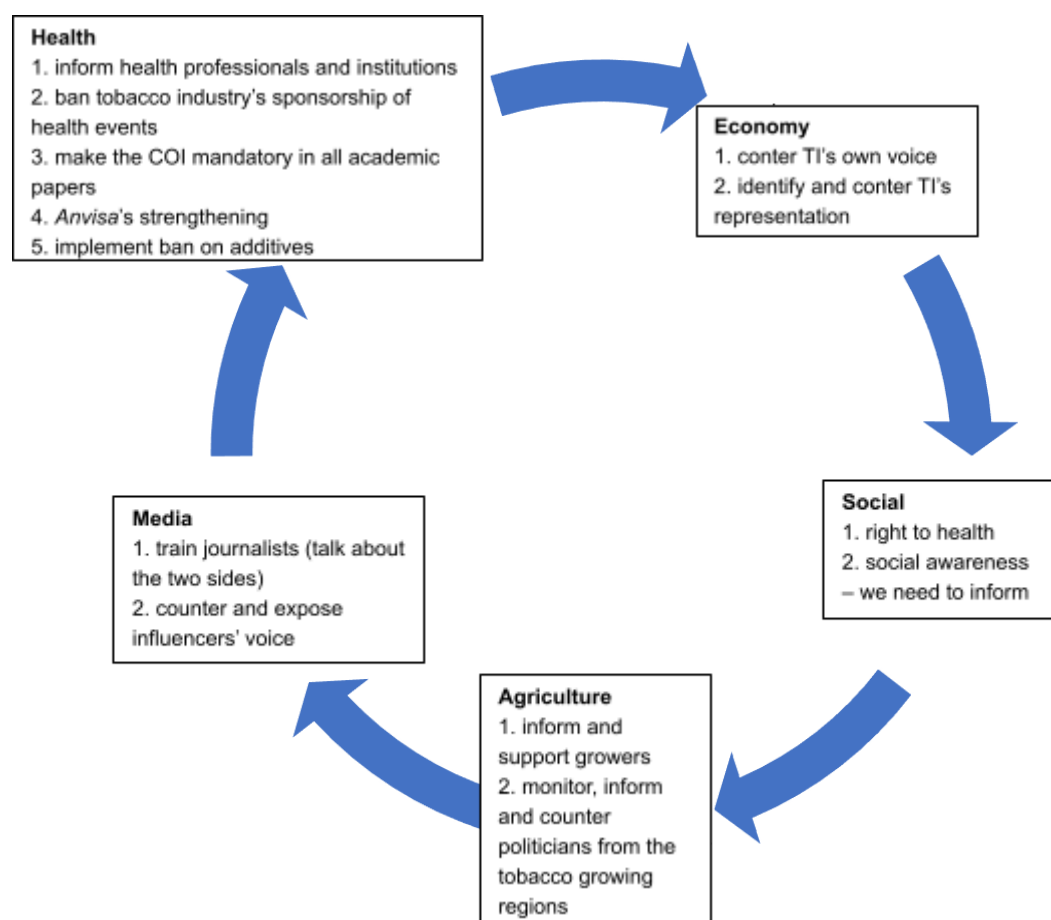 Health
1. inform health professionals and institutions
2. ban tobacco industry's sponsorship of
health events
3. make the COI mandatory in all academic
papers
4. Anvisa's strengthening
5. implement ban on additives
Economy
1. conter TI's own voice
2. identify and conter TI's
representation
Social
1. right to health
2. social awareness
– we need to inform
Agriculture
1. inform and
support growers
2. monitor, inform
and counter
politicians from the
tobacco growing
regions
Media
1. train journalists (talk about
the two sides)
2. counter and expose
influencers' voice